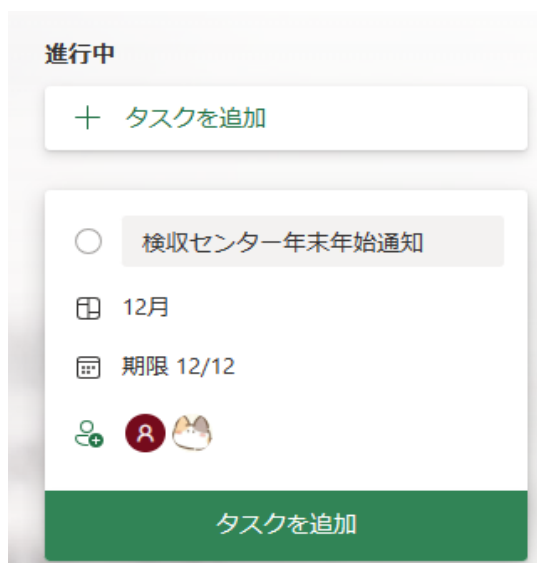 進行中
タスクを追加
検収センター年末年始通知
12月
期限 12/12
タスクを追加